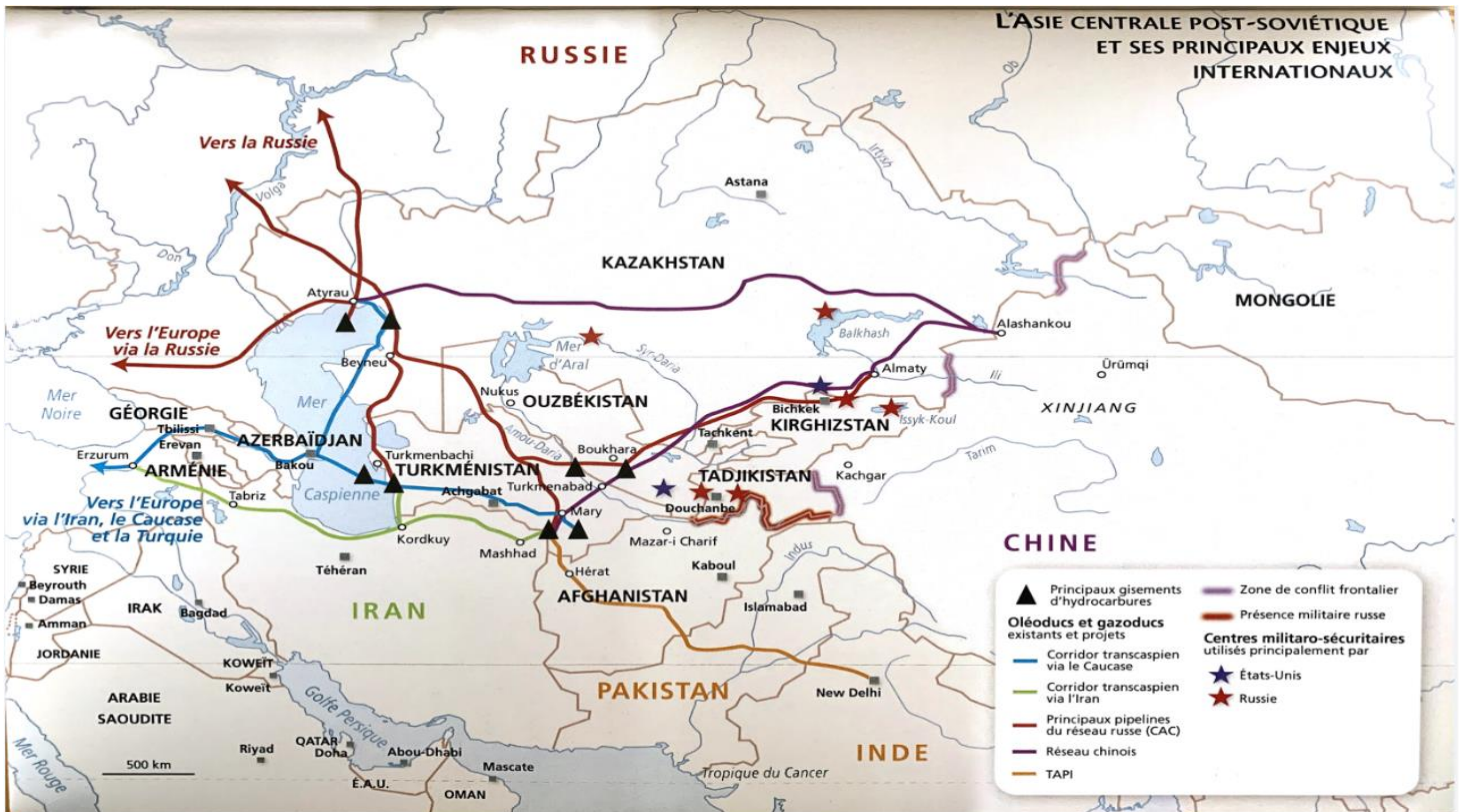 L'ASIE CENTRALE POST-SOVIÉTIQUE
ET SES PRINCIPAUX ENJEUX
INTERNATIONAUX
RUSSIE
Ob
Vers la Russie
Irtish
Volga
Astana
Don
KAZAKHSTAN
Atyrau
MONGOLIE
Vers l'Europe
via la Russie
Balkhash
Alashankou
Beyneu
Mer
d'Aral
Syr-Daria
Almaty
Ili
Ürümqi
Mer
Noire
Mer
Caspienne
Nukus
OUZBÉKISTAN
Bichkek
Issyk-Koul
XINJIANG
GÉORGIE
Tbilissi
KIRGHIZSTAN
Erevan
AZERBAÏDJAN
Amou-Daria
Tachkent
Erzurum
ARMÉNIE
Bakou
Turkmenbachi
Boukhara
Kachgar
Tarim
TURKMÉNISTAN
TADJIKISTAN
Tabriz
Achgabat
Turkmenabad
Douchanbe
Vers l'Europe
via l'Iran, le Caucase
et la Turquie
Mary
Kordkuy
Mashhad
Mazar-i Charif
CHINE
Téhéran
Indus
SYRIE
Hérat
Kaboul
Beyrouth
Damas
IRAK
Bagdad
IRAN
AFGHANISTAN
Islamabad
Amman
JORDANIE
KOWEÏT
Koweït
PAKISTAN
New Delhi
ARABIE
SAOUDITE
Golfe Persique
INDE
Riyad
QATAR
Doha
Abou-Dhabi
Mer Rouge
500 km
É.A.U.
Mascate
OMAN
Tropique du Cancer
Principaux gisements
d'hydrocarbures
Oléoducs et gazoducs
existants et projets
Corridor transcaspien
via le Caucase
Corridor transcaspien
via l'Iran
Principaux pipelines
du réseau russe (CAC)
Réseau chinois
TAPI
Zone de conflit frontalier
Présence militaire russe
Centres militaro-sécuritaires
utilisés principalement par
États-Unis
Russie